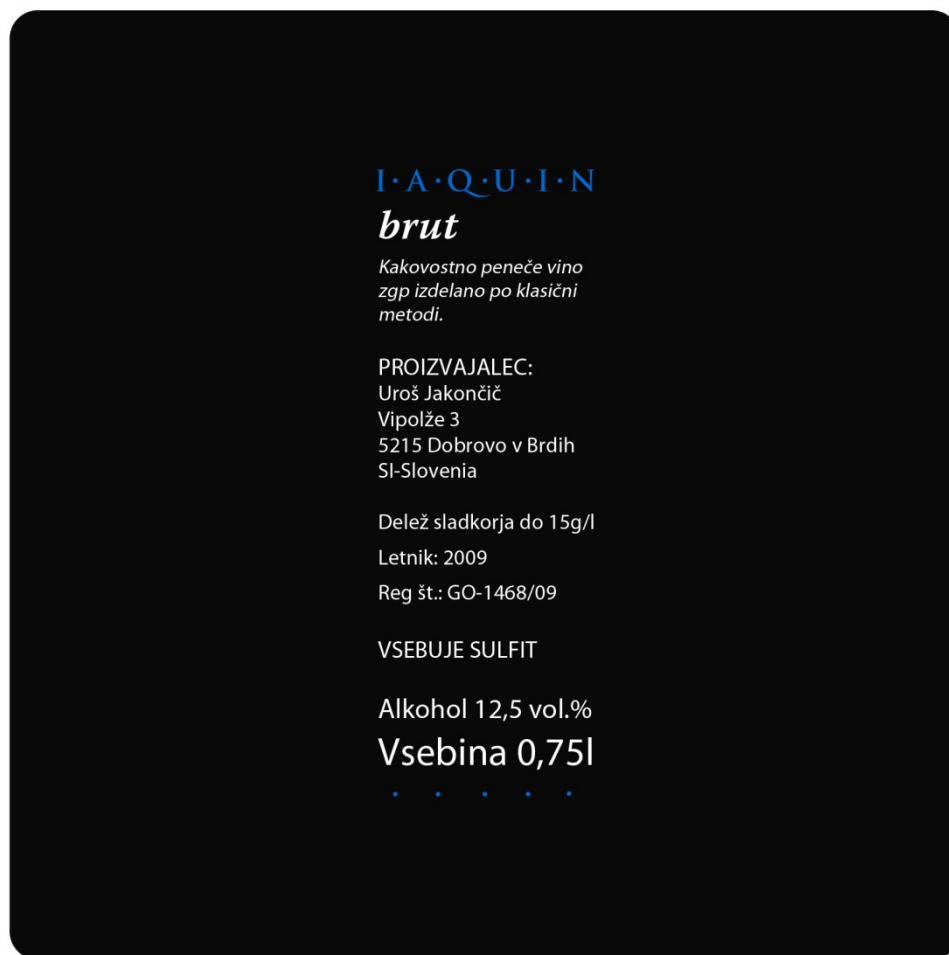 I·A·Q·U·I·N
brut
Kakovostno peneče vino
zgp izdelano po klasični
metodi.
PROIZVAJALEC:
Uroš Jakončič
Vipolže 3
5215 Dobrovo v Brdih
SI-Slovenia
Delež sladkorja do 15g/l
Letnik: 2009
Reg št.: GO-1468/09
VSEBUJE SULFIT
Alkohol 12,5 vol.%
Vsebina 0,75l